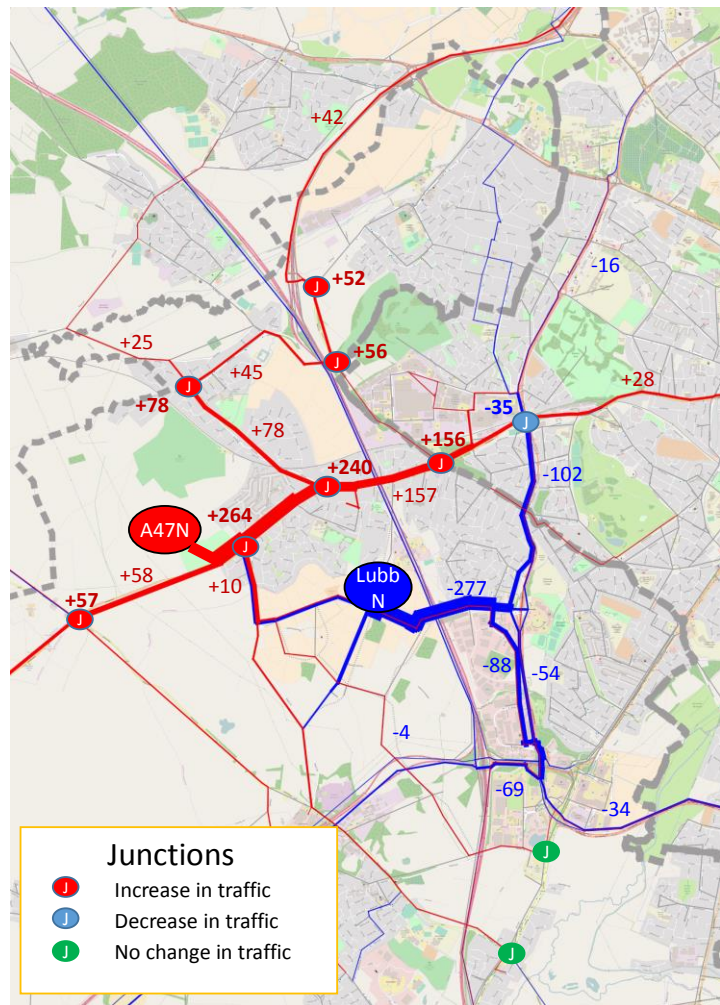 +42
-16
J
+52
+25
+45
J
+56
J
+78
-35
J
+28
+78
+156
J
+240
J
+157
-102
A47N
+264
J
+58
+10
Lubb
N
-277
+57
J
-88
-54
-4
-69
-34
J
Junctions
J
Increase in traffic
J
Decrease in traffic
J
No change in traffic
J